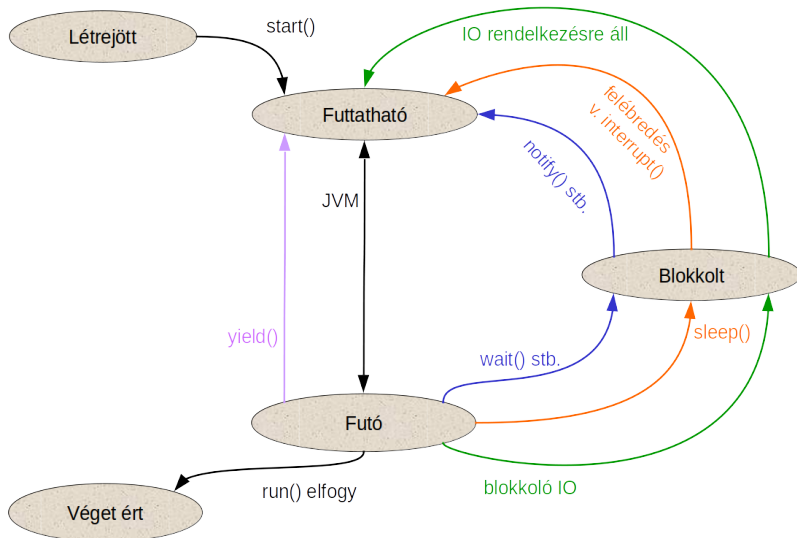 Létrejött
start()
IO rendelkezésre áll
Futtatható
felébredés
v. interrupt()
notify() stb.
JVM
Blokkolt
yield()
sleep()
wait() stb.
Futó
run() elfogy
blokkoló IO
Véget ért